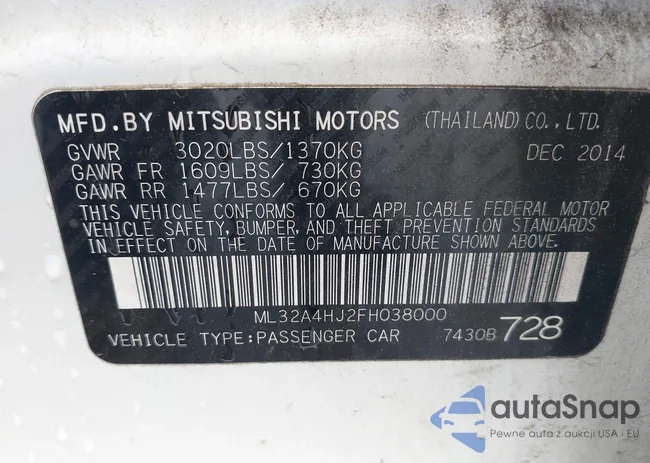 MFD.BY MITSUBISHI MOTORS (THAILAND) CO.,LTD.
GVWR 3020LBS/1370KG DEC 2014
GAWR FR 1609LBS/ 730KG
GAWR RR 1477LBS/ 670KG
THIS VEHICLE CONFORMS TO ALL APPLICABLE FEDERAL MOTOR
VEHICLE SAFETY, BUMPER, AND THEFT PREVENTION STANDARDS
IN EFFECT ON THE DATE OF MANUFACTURE SHOWN ABOVE.
ML32A4HJ2FH038000
VEHICLE TYPE:PASSENGER CAR 7430B 728
autoSnap
Pewne auta z aukcji USA i EU